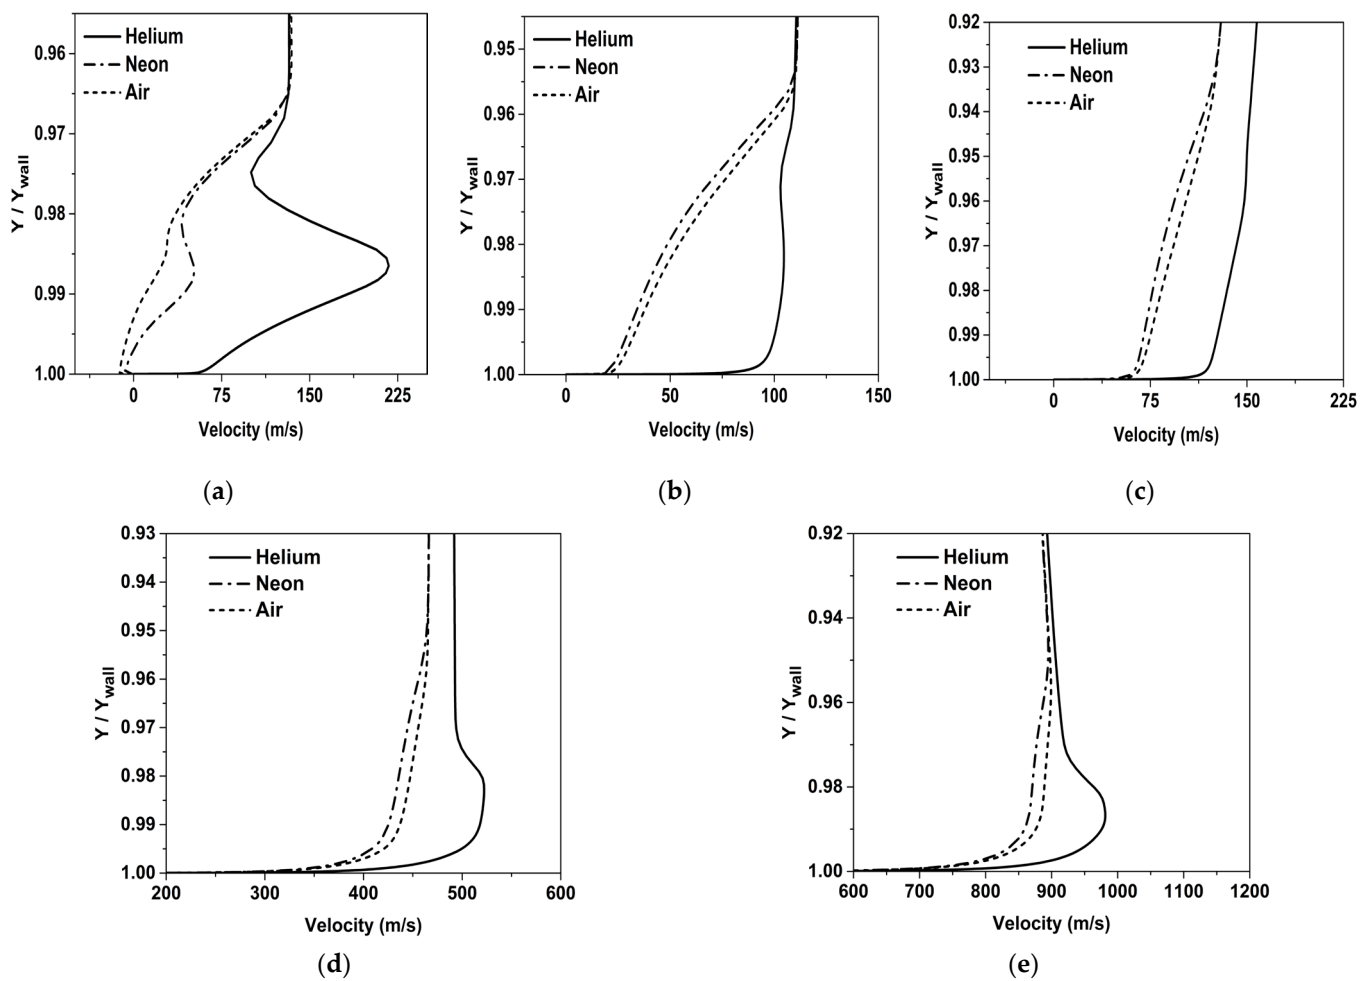 Helium
Neon
Air
0.96
0.97
0.98
0.99
1.00
0 75 150 225
Y / Ywall
Velocity (m/s)
(a)
Helium
Neon
Air
0.95
0.96
0.97
0.98
0.99
1.00
0 50 100 150
Y / Ywall
Velocity (m/s)
(b)
Helium
Neon
Air
0.92
0.93
0.94
0.95
0.96
0.97
0.98
0.99
1.00
0 75 150 225
Y / Ywall
Velocity (m/s)
(c)
Helium
Neon
Air
0.93
0.94
0.95
0.96
0.97
0.98
0.99
1.00
200 300 400 500 600
Y / Ywall
Velocity (m/s)
(d)
Helium
Neon
Air
0.92
0.94
0.96
0.98
1.00
600 700 800 900 1000 1100 1200
Y / Ywall
Velocity (m/s)
(e)